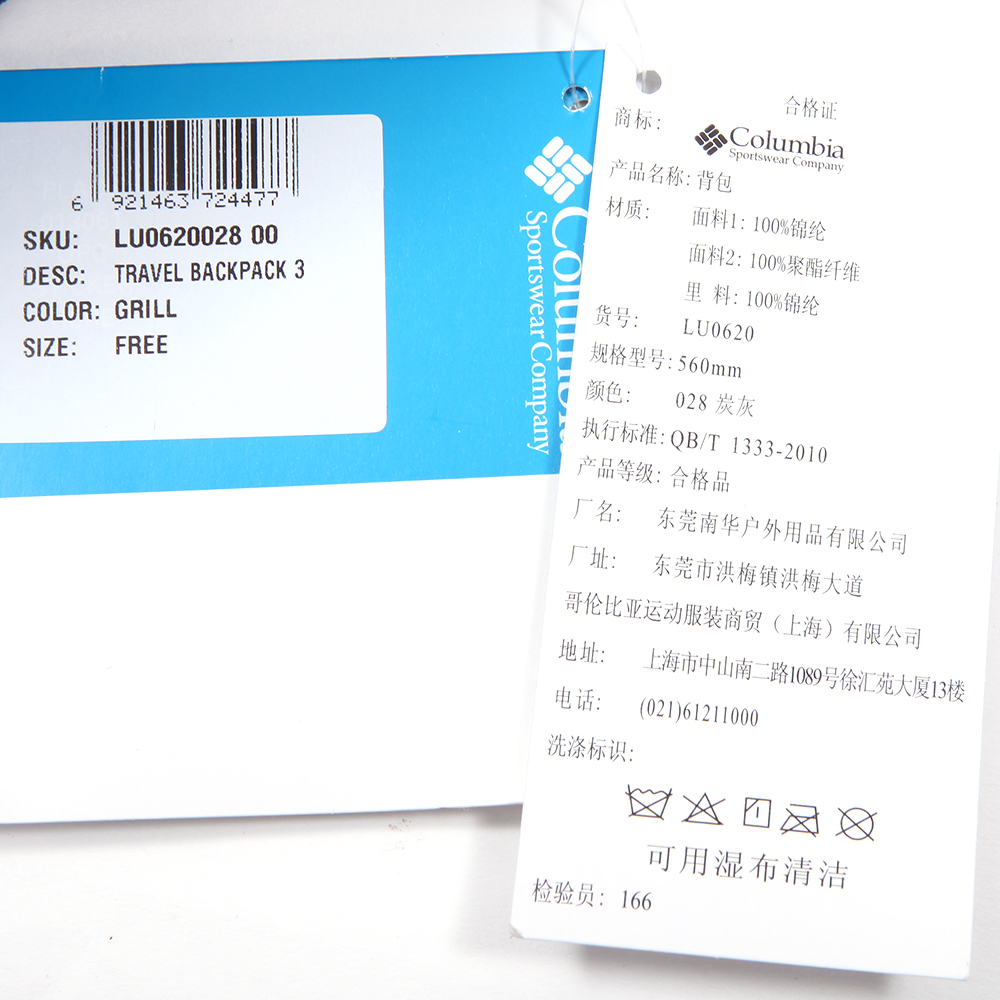 6 921463 724477
SKU: LU0620028 00
DESC: TRAVEL BACKPACK 3
COLOR: GRILL
SIZE: FREE
Columbia
Sportswear Company
合格证
商标:
Columbia
Sportswear Company
产品名称: 背包
材质: 面料1: 100%锦纶
面料2: 100%聚酯纤维
里 料: 100%锦纶
货号: LU0620
规格型号: 560mm
颜色: 028 炭灰
执行标准: QB/T 1333-2010
产品等级: 合格品
厂名: 东莞南华户外用品有限公司
厂址: 东莞市洪梅镇洪梅大道
哥伦比亚运动服装商贸（上海）有限公司
地址: 上海市中山南二路1089号徐汇苑大厦13楼
电话: (021)61211000
洗涤标识:
可用湿布清洁
检验员: 166